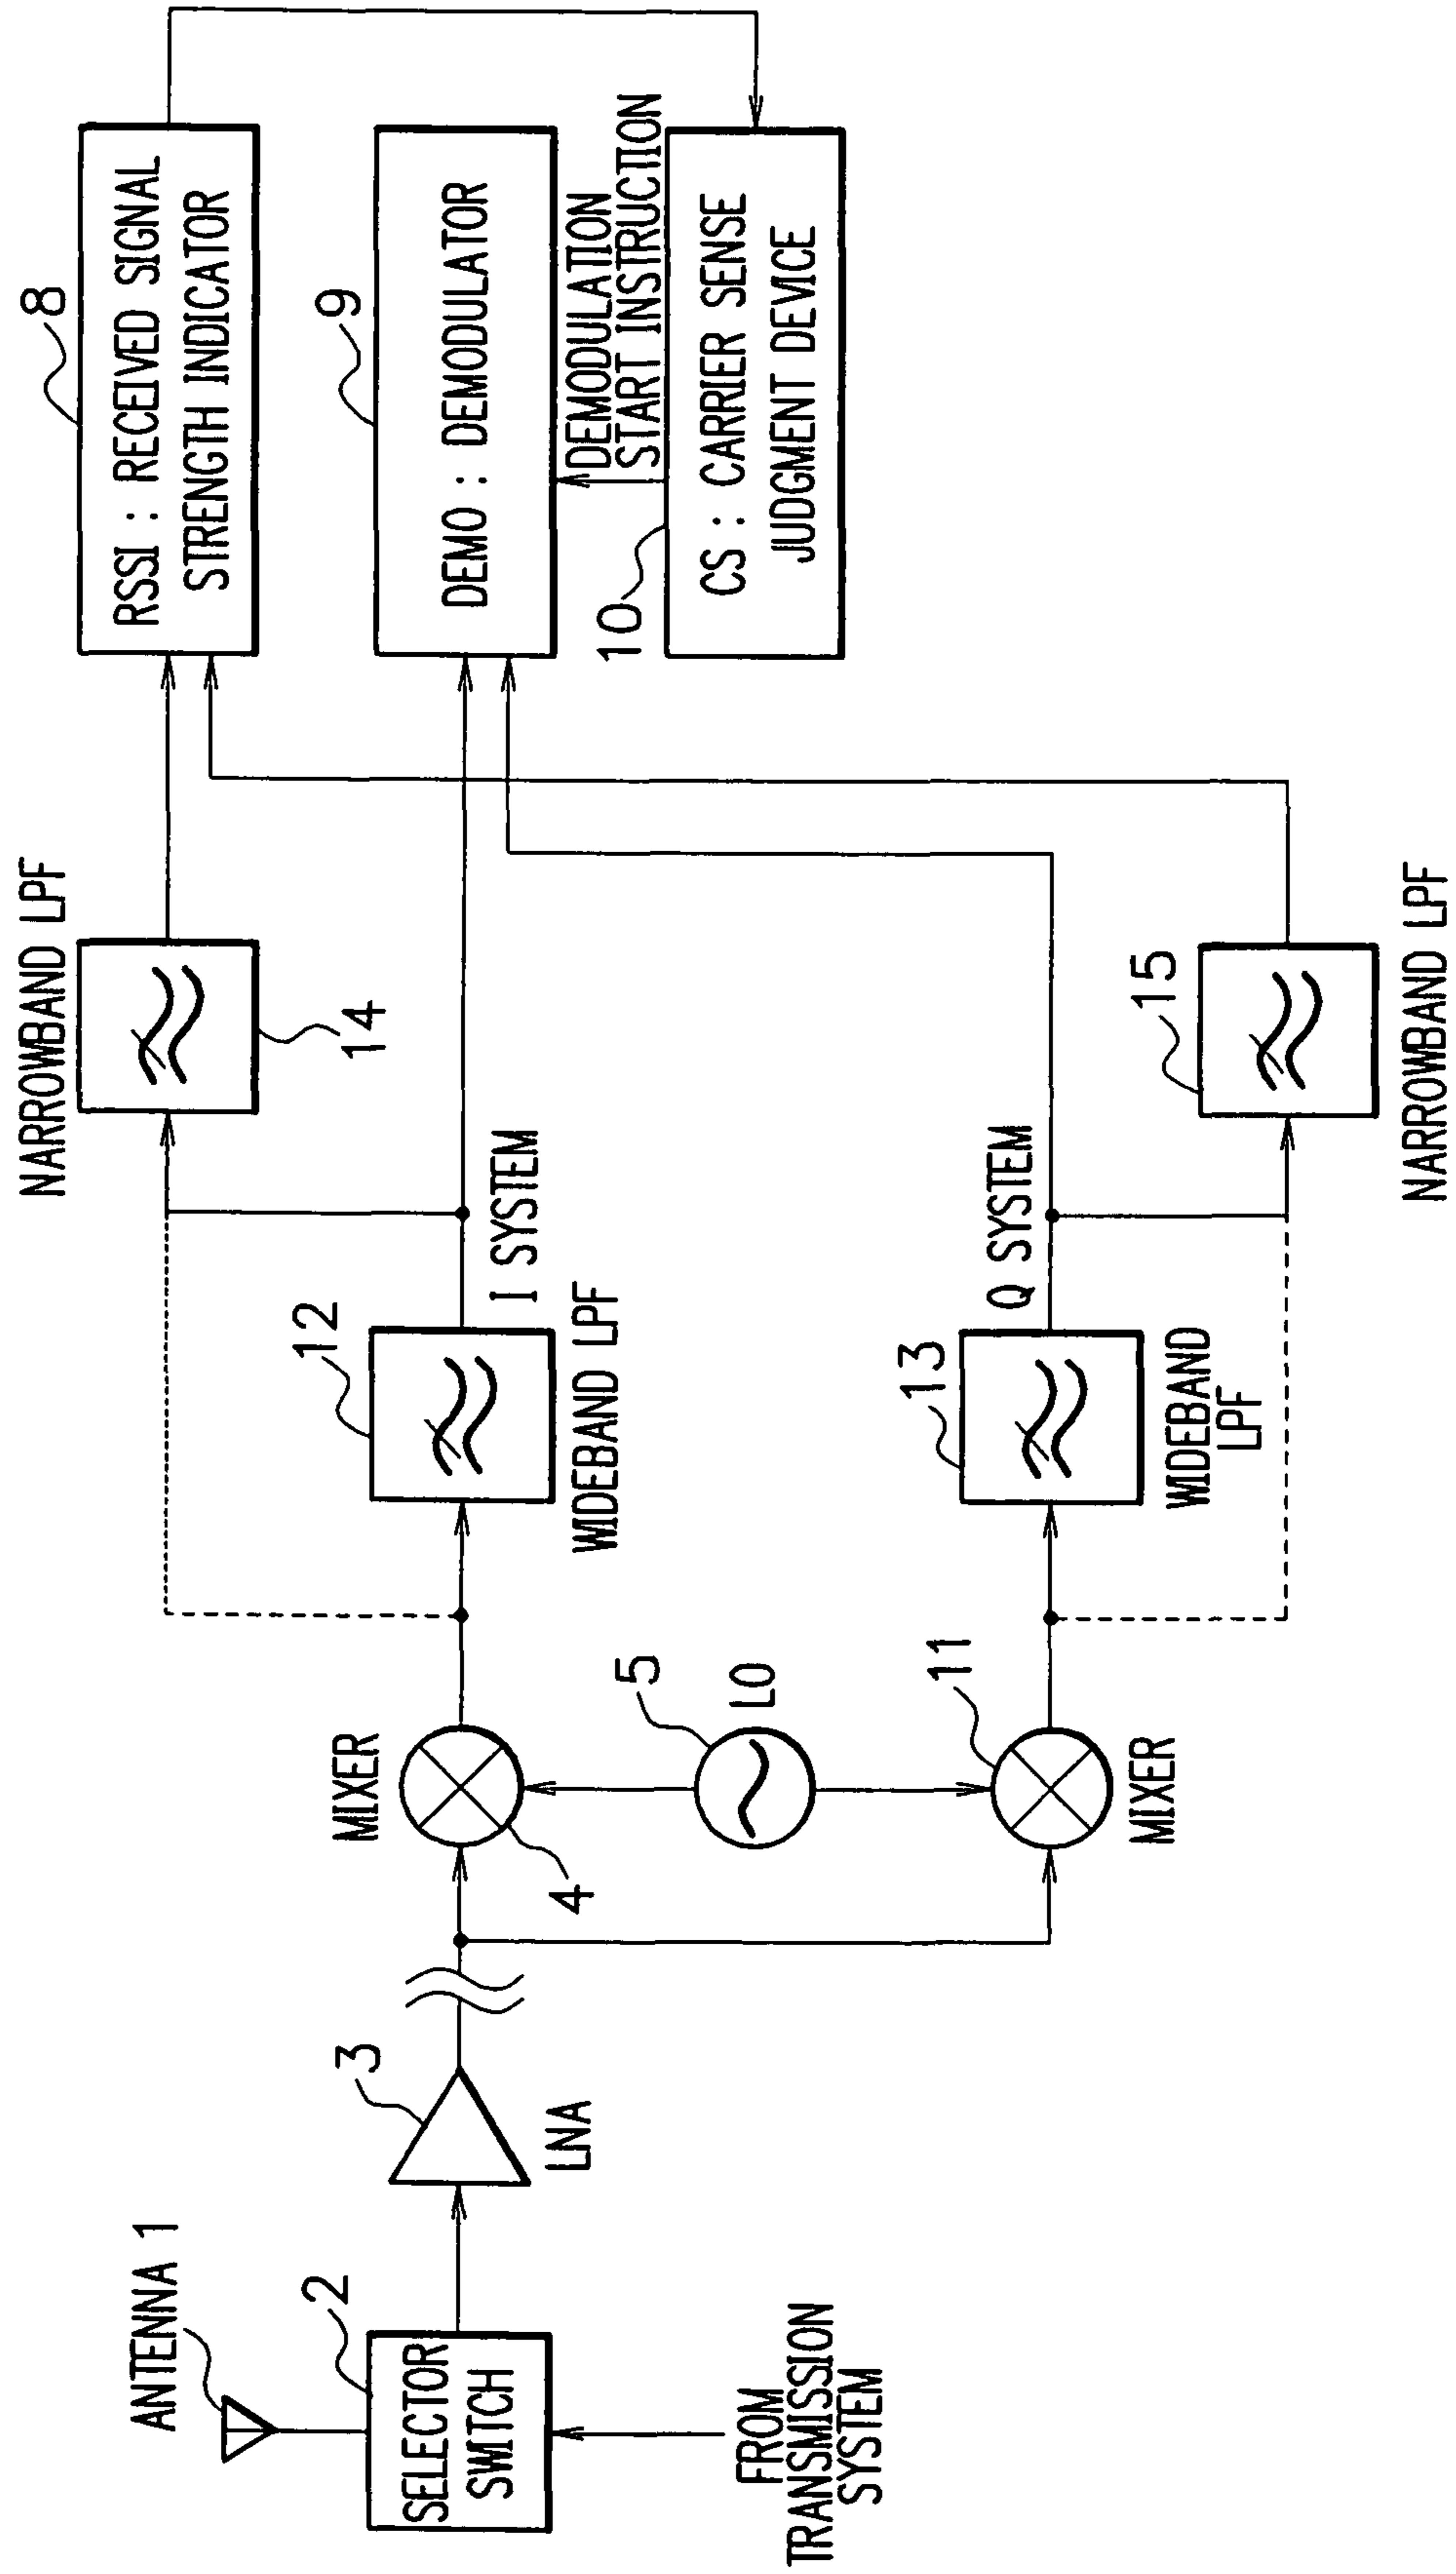 ANTENNA 1
2
SELECTOR
SWITCH
FROM
TRANSMISSION
SYSTEM
3
LNA
MIXER
4
5
LO
11
MIXER
12
WIDEBAND LPF
I SYSTEM
13
WIDEBAND
LPF
Q SYSTEM
NARROWBAND LPF
14
15
NARROWBAND LPF
8
RSSI : RECEIVED SIGNAL
STRENGTH INDICATOR
9
DEMO : DEMODULATOR
DEMODULATION
START INSTRUCTION
10
CS : CARRIER SENSE
JUDGMENT DEVICE